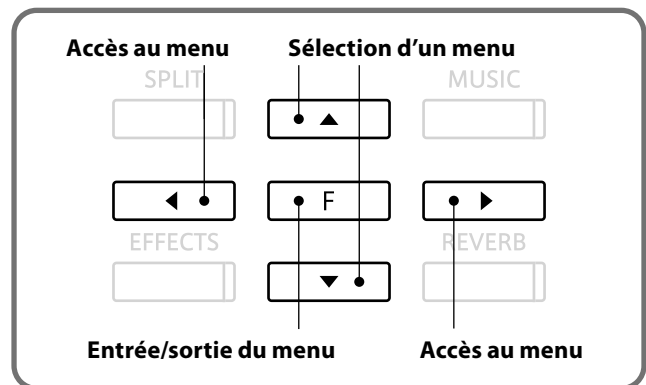 Accès au menu Sélection d’un menu
SPLIT MUSIC
F
EFFECTS REVERB
Entrée/sortie du menu Accès au menu